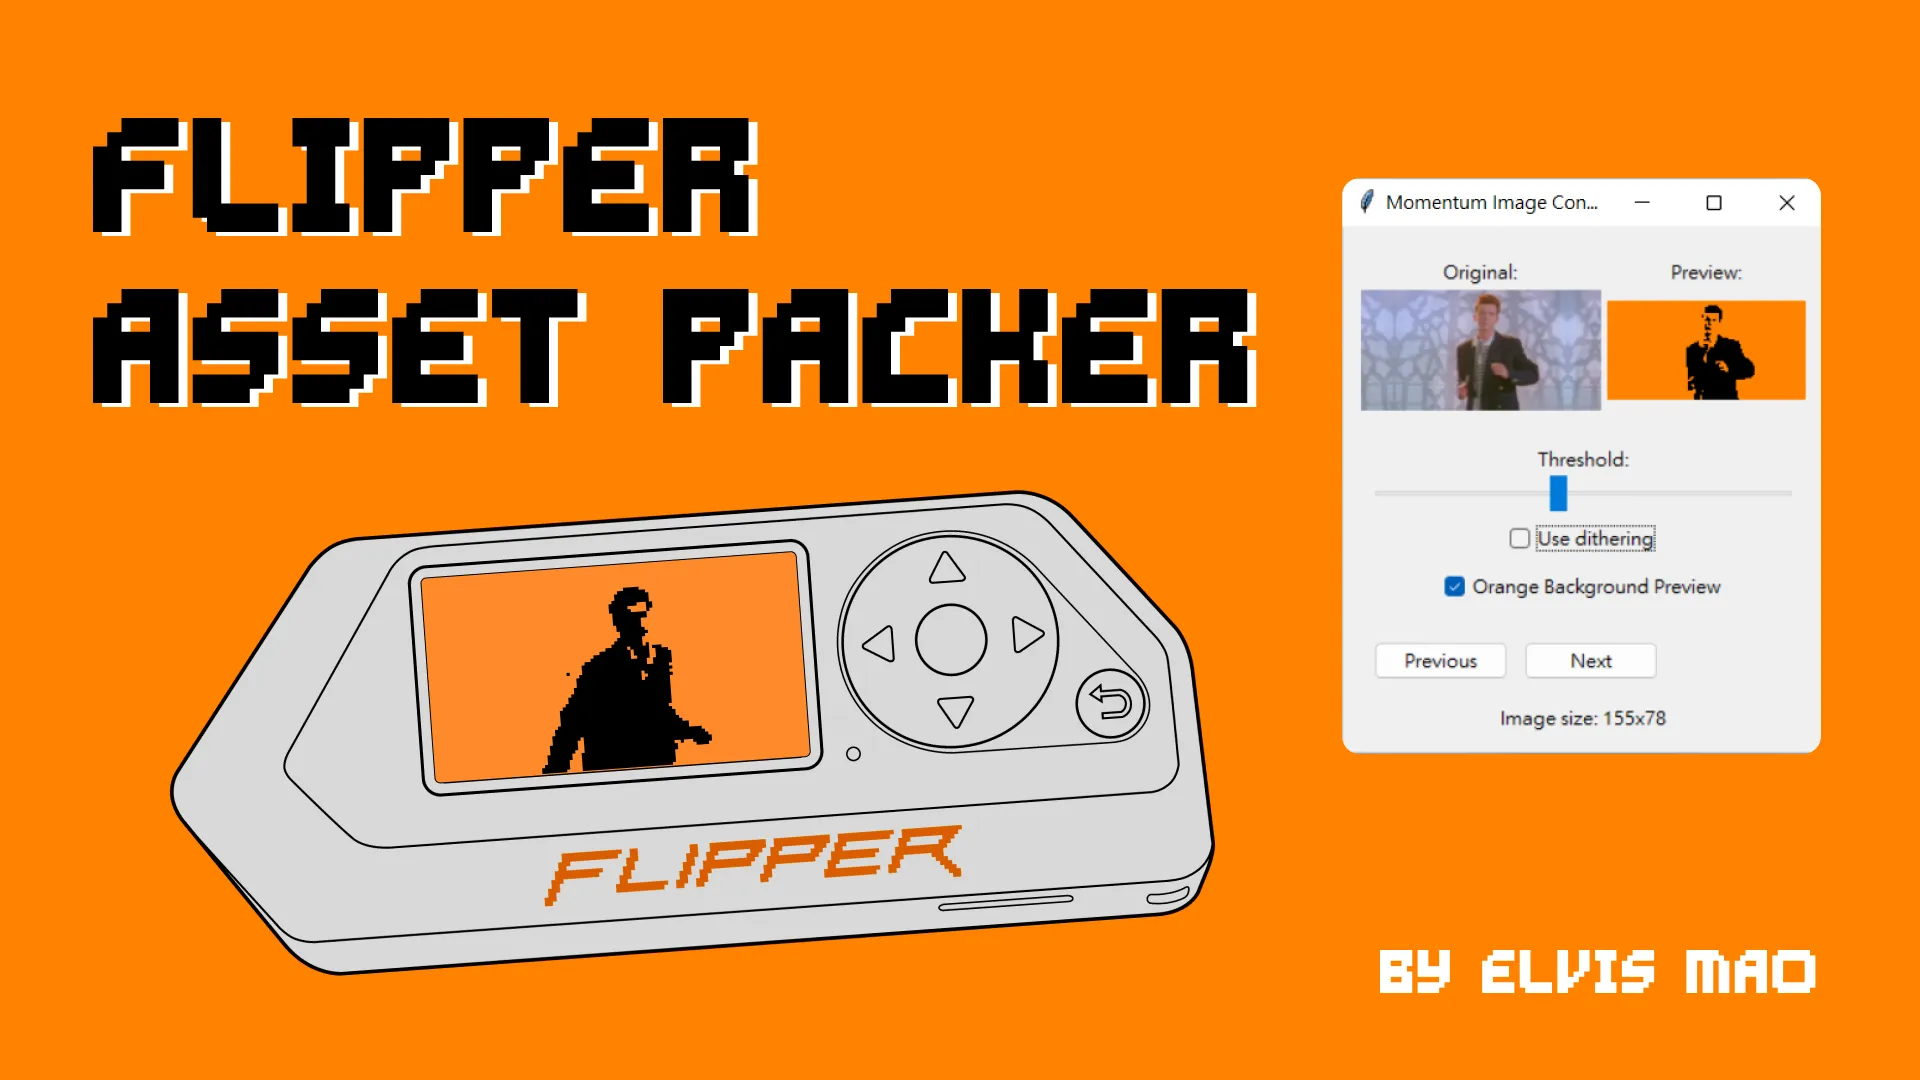 FLIPPER
ASSET PACKER
Momentum Image Con...
Original:
Preview:
Threshold:
Use dithering
Orange Background Preview
Previous
Next
Image size: 155x78
FLIPPER
BY ELVIS MAO